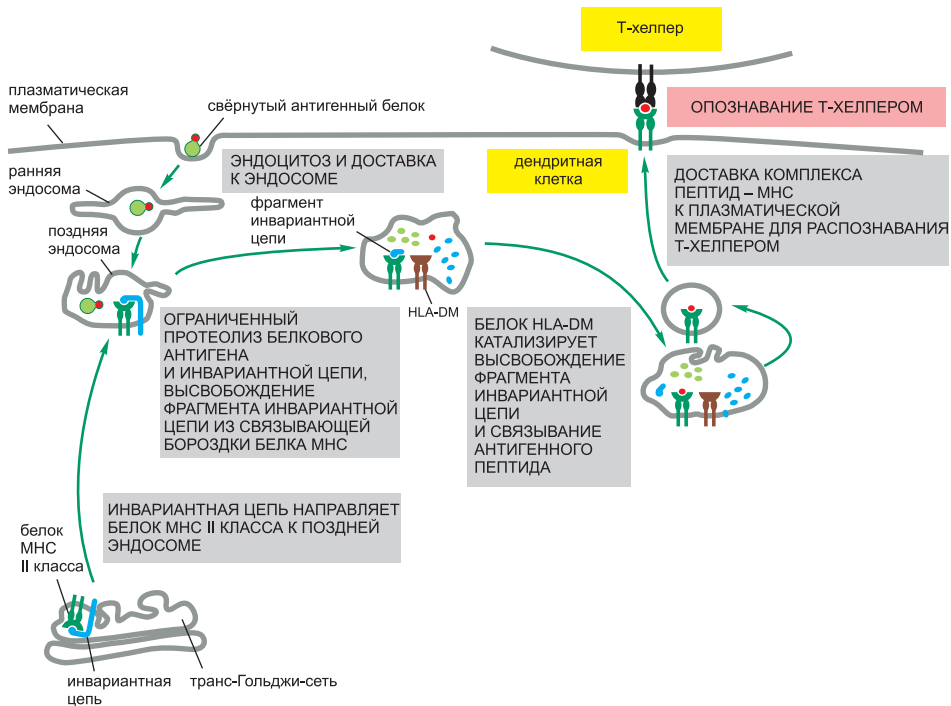 Т-хелпер
плазматическая
мембрана
свёрнутый антигенный белок
ОПОЗНАВАНИЕ Т-ХЕЛПЕРОМ
ранняя
эндосома
ЭНДОЦИТОЗ И ДОСТАВКА
К ЭНДОСОМЕ
дендритная
клетка
ДОСТАВКА КОМПЛЕКСА
ПЕПТИД – МНС
К ПЛАЗМАТИЧЕСКОЙ
МЕМБРАНЕ ДЛЯ РАСПОЗНАВАНИЯ
Т-ХЕЛПЕРОМ
поздняя
эндосома
фрагмент
инвариантной
цепи
HLA-DM
ОГРАНИЧЕННЫЙ
ПРОТЕОЛИЗ БЕЛКОВОГО
АНТИГЕНА
И ИНВАРИАНТНОЙ ЦЕПИ,
ВЫСВОБОЖДЕНИЕ
ФРАГМЕНТА ИНВАРИАНТНОЙ
ЦЕПИ ИЗ СВЯЗЫВАЮЩЕЙ
БОРОЗДКИ БЕЛКА МНС
БЕЛОК HLA-DM
КАТАЛИЗИРУЕТ
ВЫСВОБОЖДЕНИЕ
ФРАГМЕНТА
ИНВАРИАНТНОЙ
ЦЕПИ
И СВЯЗЫВАНИЕ
АНТИГЕННОГО
ПЕПТИДА
ИНВАРИАНТНАЯ ЦЕПЬ НАПРАВЛЯЕТ
БЕЛОК МНС II КЛАССА К ПОЗДНЕЙ
ЭНДОСОМЕ
белок
МНС
II класса
инвариантная
цепь
транс-Гольджи-сеть